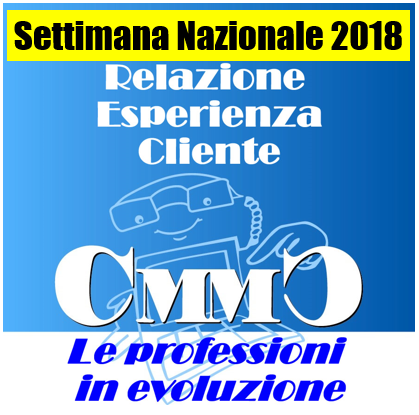 Settimana Nazionale 2018
Relazione
Esperienza
Cliente
CMMC
Le professioni
in evoluzione